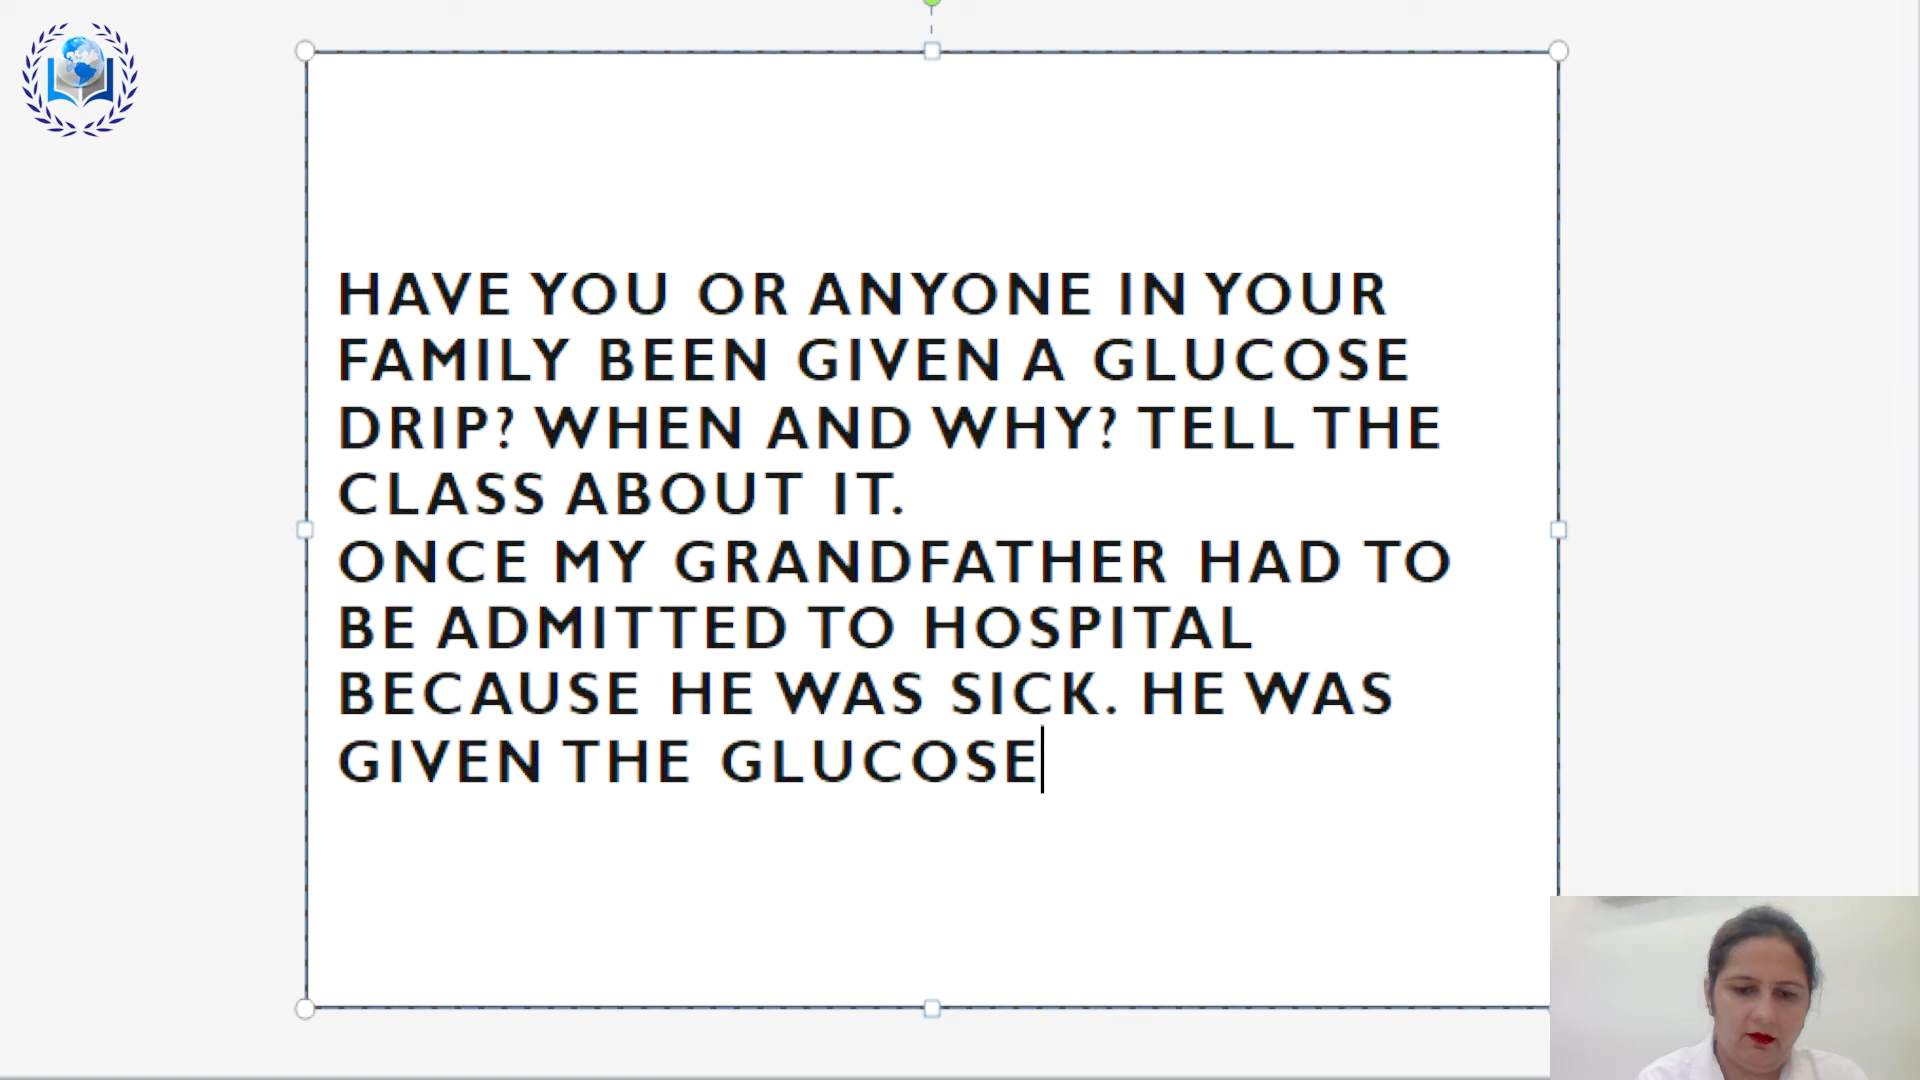 HAVE YOU OR ANYONE IN YOUR
FAMILY BEEN GIVEN A GLUCOSE
DRIP? WHEN AND WHY? TELL THE
CLASS ABOUT IT.
ONCE MY GRANDFATHER HAD TO
BE ADMITTED TO HOSPITAL
BECAUSE HE WAS SICK. HE WAS
GIVEN THE GLUCOSE